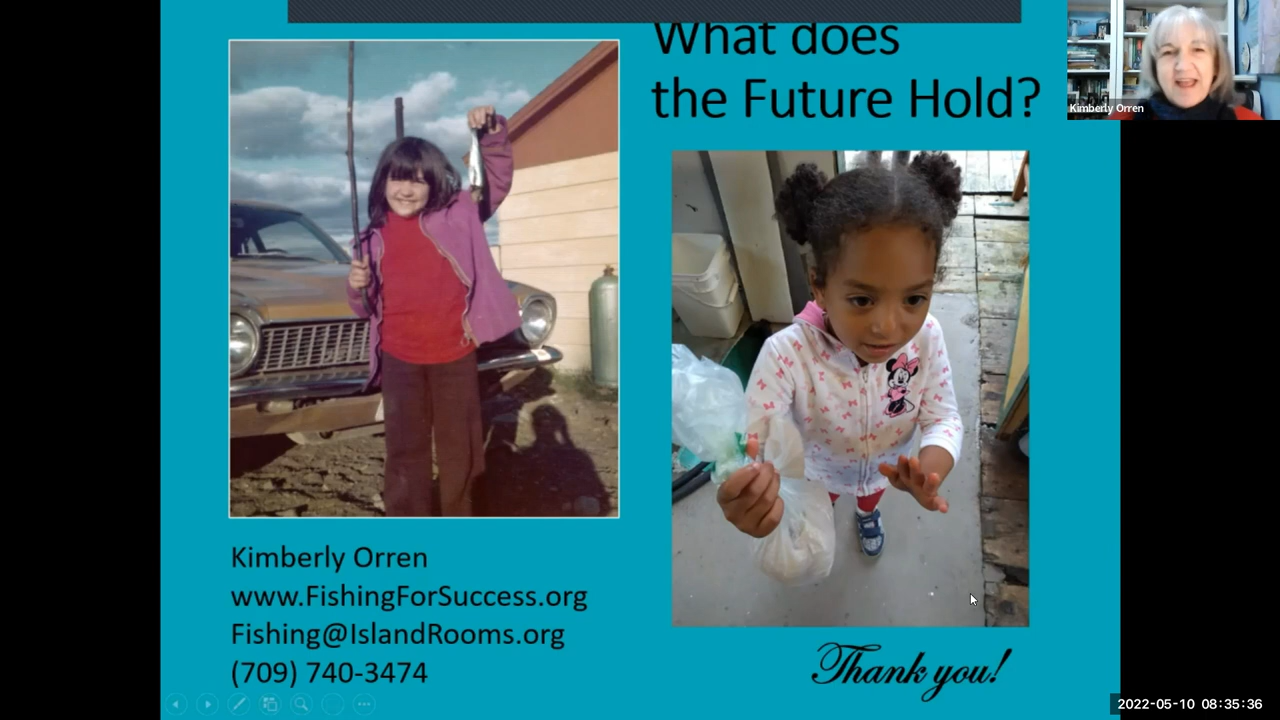 What does
the Future Hold?
Kimberly Orren
Kimberly Orren
www.FishingForSuccess.org
Fishing@IslandRooms.org
(709) 740-3474
Thank you!
2022-05-10 08:35:36